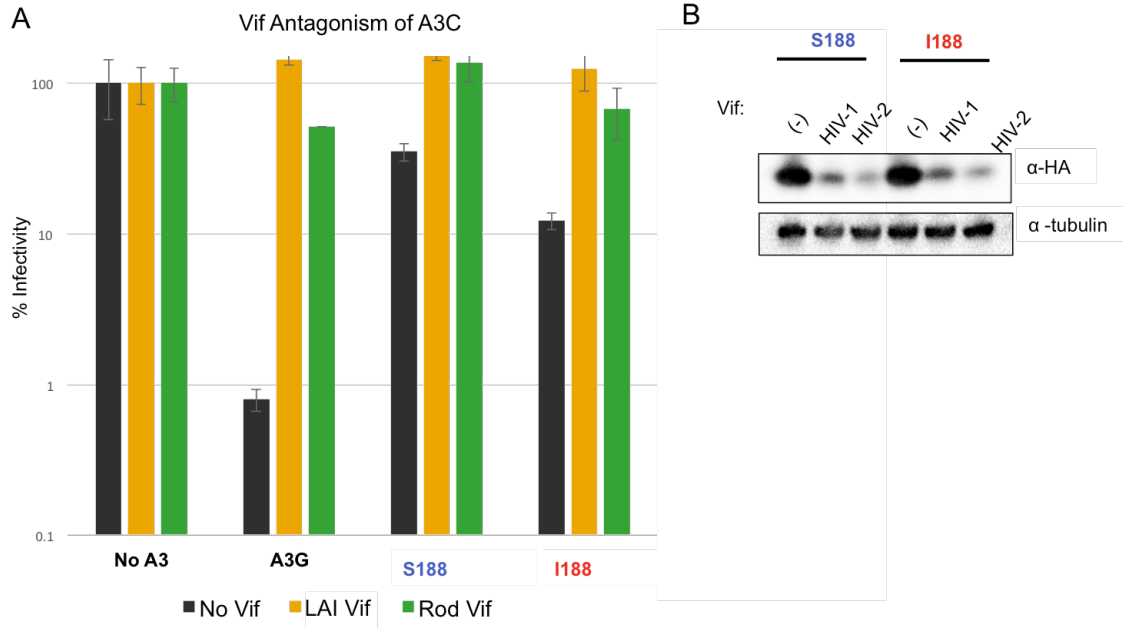 A
Vif Antagonism of A3C
% Infectivity
100
10
1
0.1
No A3
A3G
S188
I188
No Vif
LAI Vif
Rod Vif
B
S188
I188
Vif:
(-)
HIV-1
HIV-2
(-)
HIV-1
HIV-2
α-HA
α -tubulin